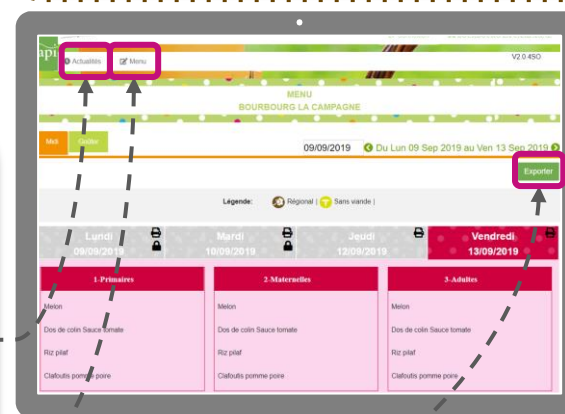 Actualités Menu V2.0 4SO
MENU
BOURBOURG LA CAMPAGNE
Midi Goûter
09/09/2019 Du Lun 09 Sep 2019 au Ven 13 Sep 2019
Exporter
Légende: Régional | Sans viande |
Lundi Mardi Jeudi Vendredi
09/09/2019 10/09/2019 12/09/2019 13/09/2019
1-Primaires 2-Maternelles 3-Adultes
Melon Melon Melon
Dos de colin Sauce tomate Dos de colin Sauce tomate Dos de colin Sauce tomate
Riz pilaf Riz pilaf Riz pilaf
Clafoutis pomme poire Clafoutis pomme poire Clafoutis pomme poire